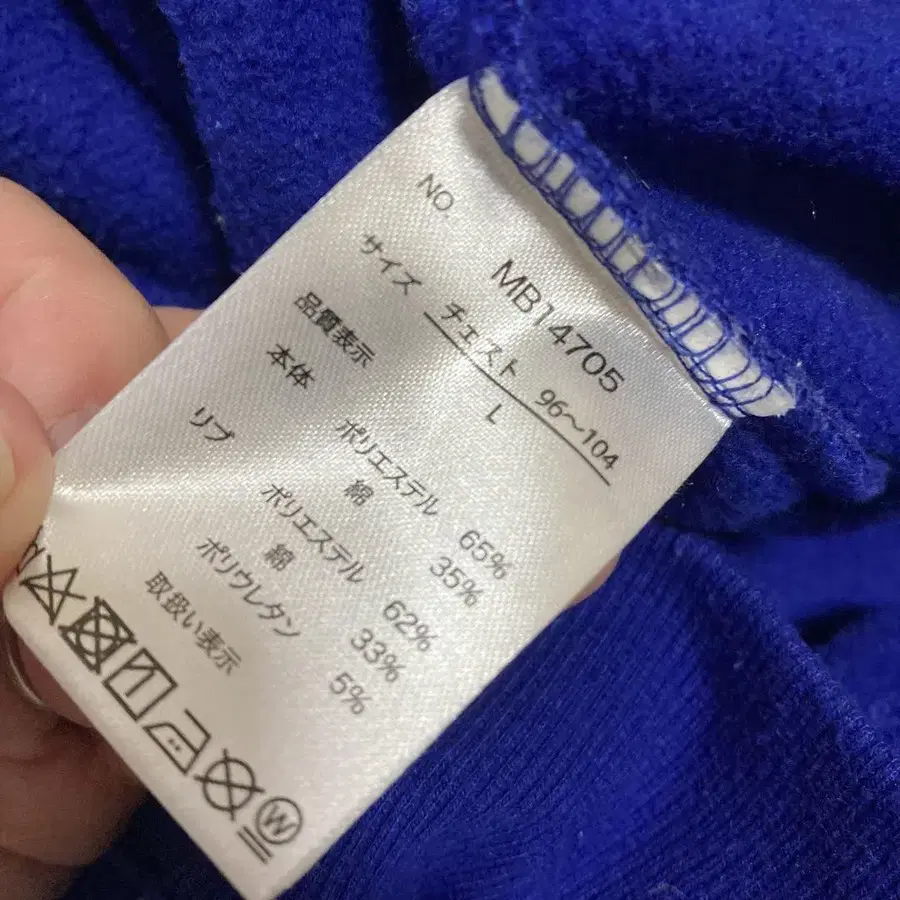 NO. MB14705
サイズ チェスト 96〜104
L
品質表示
本体 ポリエステル 65%
綿 35%
リブ ポリエステル 62%
綿 33%
ポリウレタン 5%
取扱い表示
W